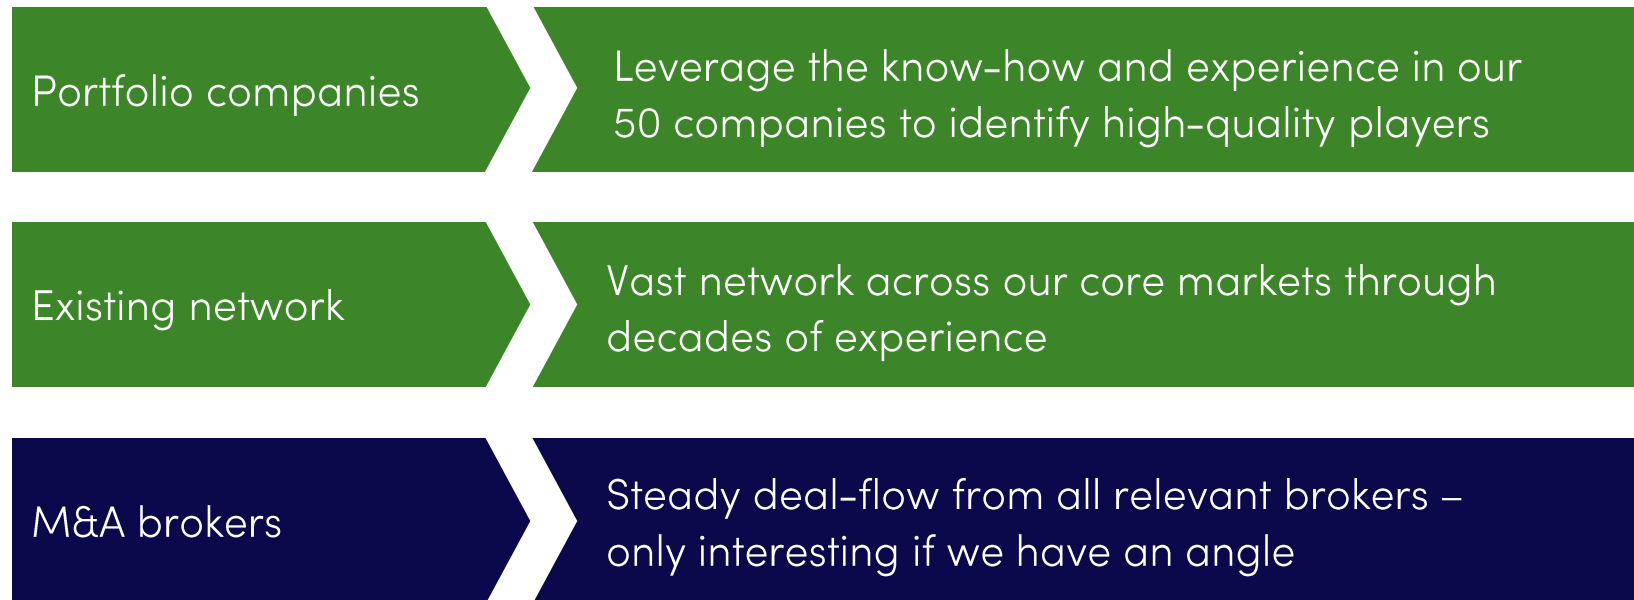 Portfolio companies
Leverage the know-how and experience in our
50 companies to identify high-quality players
Existing network
Vast network across our core markets through
decades of experience
M&A brokers
Steady deal-flow from all relevant brokers –
only interesting if we have an angle